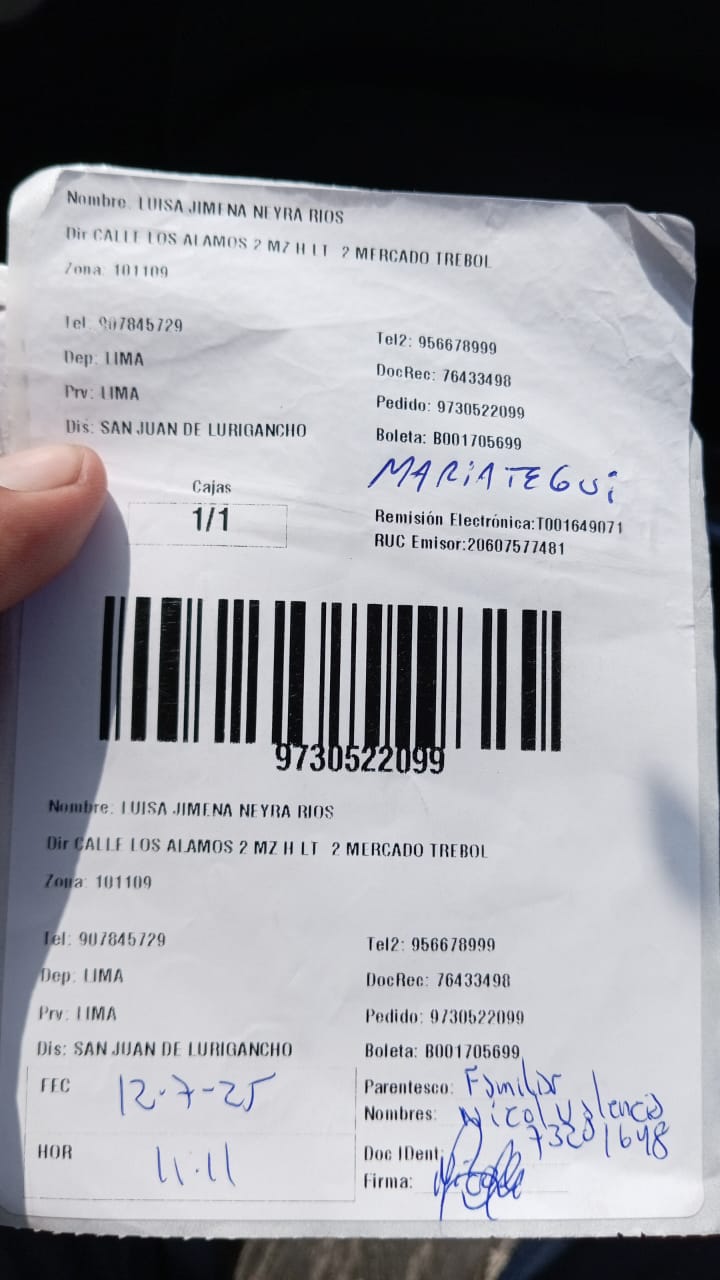 Nombre: LUISA JIMENA NEYRA RIOS
Dir CALLE LOS ALAMOS 2 MZ H LT 2 MERCADO TREBOL
Zona: 101109
Tel: 907845729
Tel2: 956678999
Dep: LIMA
DocRec: 76433498
Prv: LIMA
Pedido: 9730522099
Dis: SAN JUAN DE LURIGANCHO
Boleta: B001705699
MARIATEGUI
Cajas
1/1
Remisión Electrónica:T001649071
RUC Emisor:20607577481
9730522099
Nombre: LUISA JIMENA NEYRA RIOS
Dir CALLE LOS ALAMOS 2 MZ H LT 2 MERCADO TREBOL
Zona: 101109
Tel: 907845729
Tel2: 956678999
Dep: LIMA
DocRec: 76433498
Prv: LIMA
Pedido: 9730522099
Dis: SAN JUAN DE LURIGANCHO
Boleta: B001705699
FEC 12-7-25
Parentesco: Familiar
Nombres: Nicol Valencia
HOR 11:11
Doc IDent: 73201648
Firma: